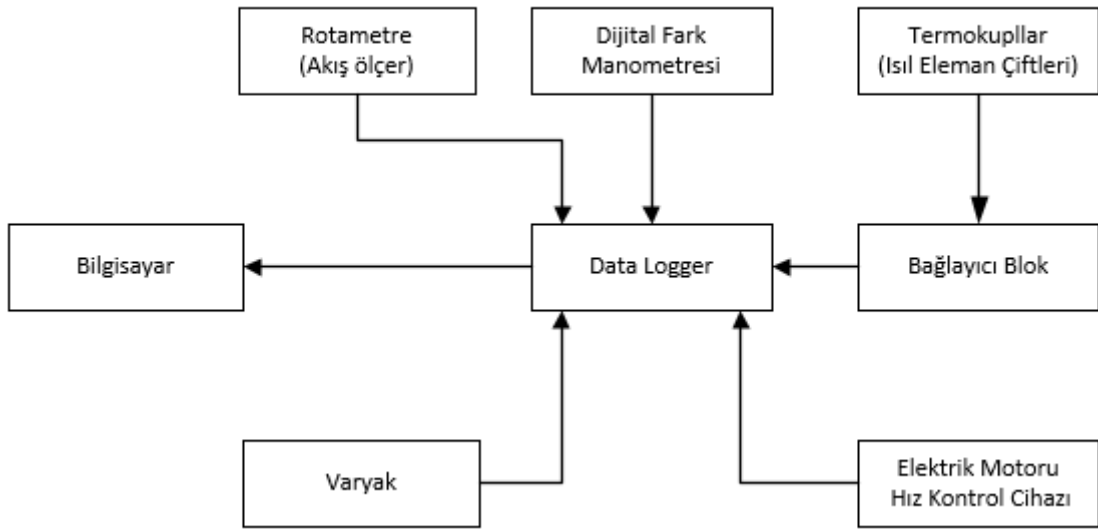 Rotametre
(Akış ölçer)
Dijital Fark
Manometresi
Termokupllar
(Isıl Eleman Çiftleri)
Bilgisayar
Data Logger
Bağlayıcı Blok
Varyak
Elektrik Motoru
Hız Kontrol Cihazı